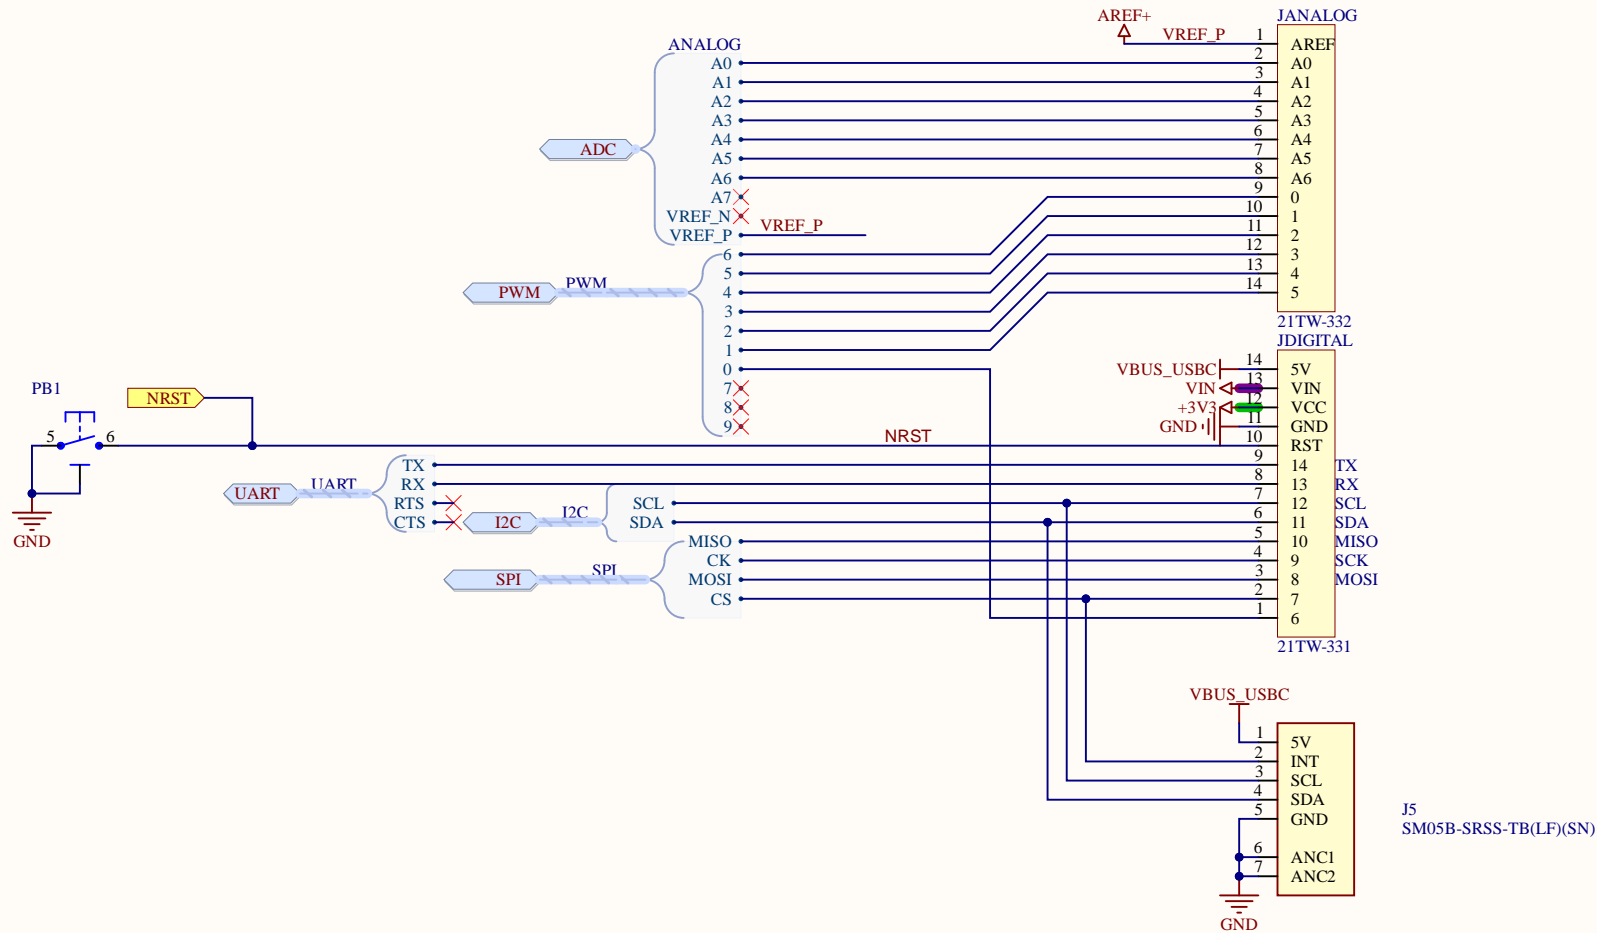 AREF+
VREF_P
JANALOG
1 AREF
2 A0
3 A1
4 A2
5 A3
6 A4
7 A5
8 A6
9 0
10 1
11 2
12 3
13 4
14 5
21TW-332
ANALOG
A0
A1
A2
A3
A4
A5
A6
A7
VREF_N
VREF_P VREF_P
ADC
6
5
4
3
2
1
0
7
8
9
PWM PWM
JDIGITAL
VBUS_USBC 14 5V
VIN 13 VIN
+3V3 12 VCC
GND 11 GND
NRST 10 RST
9 14 TX
8 13 RX
7 12 SCL
6 11 SDA
5 10 MISO
4 9 SCK
3 8 MOSI
2 7
1 6
21TW-331
PB1
NRST
5 6
GND
UART UART
TX
RX
RTS
CTS
I2C I2C
SCL
SDA
SPI SPI
MISO
CK
MOSI
CS
VBUS_USBC
1 5V
2 INT
3 SCL
4 SDA
5 GND
6 ANC1
7 ANC2
GND
J5
SM05B-SRSS-TB(LF)(SN)